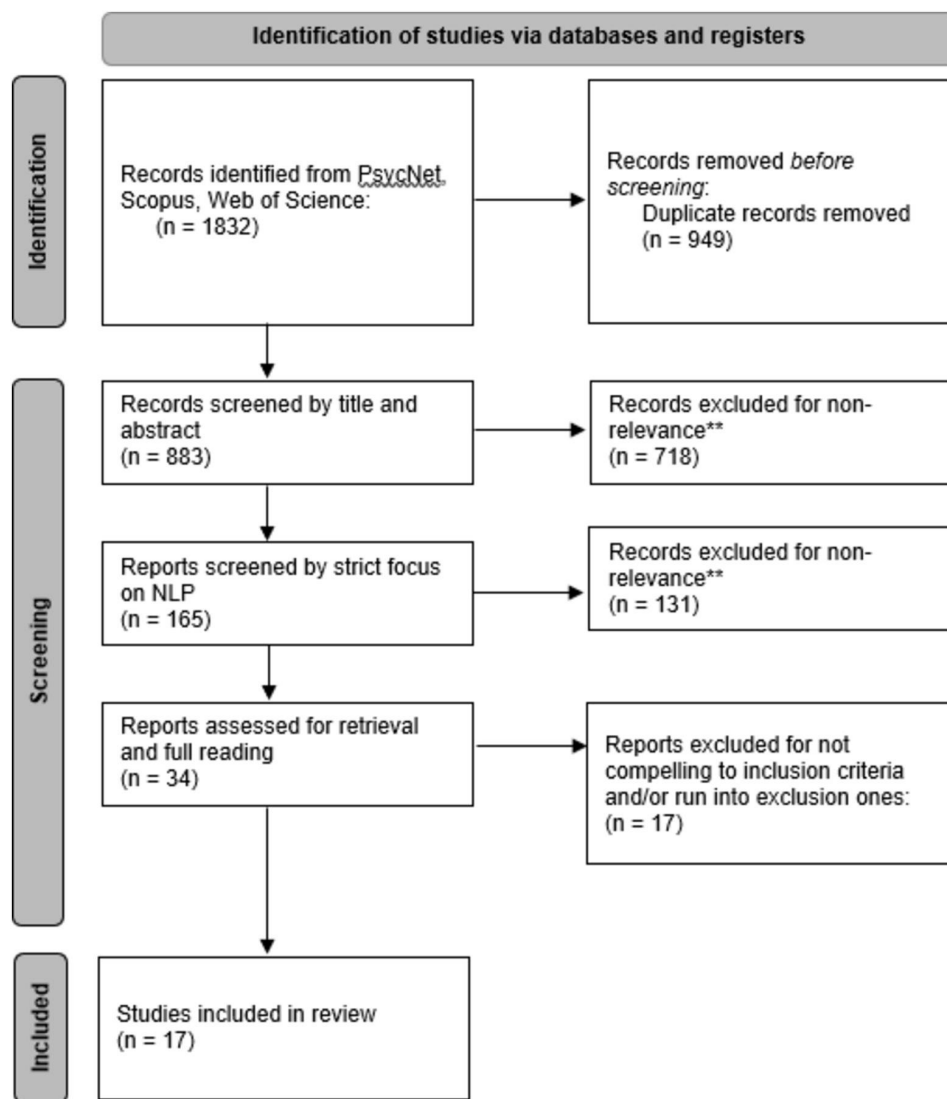 Identification of studies via databases and registers
Identification
Records identified from PsycNet,
Scopus, Web of Science:
(n = 1832)
Records removed before
screening:
Duplicate records removed
(n = 949)
Screening
Records screened by title and
abstract
(n = 883)
Records excluded for non-
relevance**
(n = 718)
Reports screened by strict focus
on NLP
(n = 165)
Records excluded for non-
relevance**
(n = 131)
Reports assessed for retrieval
and full reading
(n = 34)
Reports excluded for not
compelling to inclusion criteria
and/or run into exclusion ones:
(n = 17)
Included
Studies included in review
(n = 17)